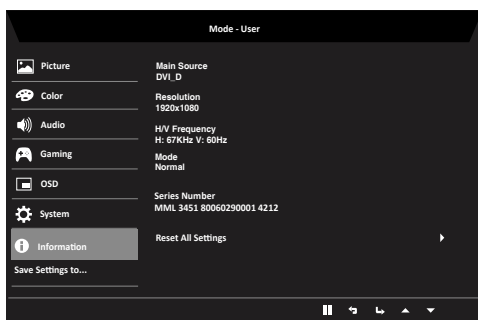 Mode - User
Picture
Color
Audio
Gaming
OSD
System
Information
Save Settings to...
Main Source
DVI_D
Resolution
1920x1080
H/V Frequency
H: 67KHz V: 60Hz
Mode
Normal
Series Number
MML 3451 80060290001 4212
Reset All Settings